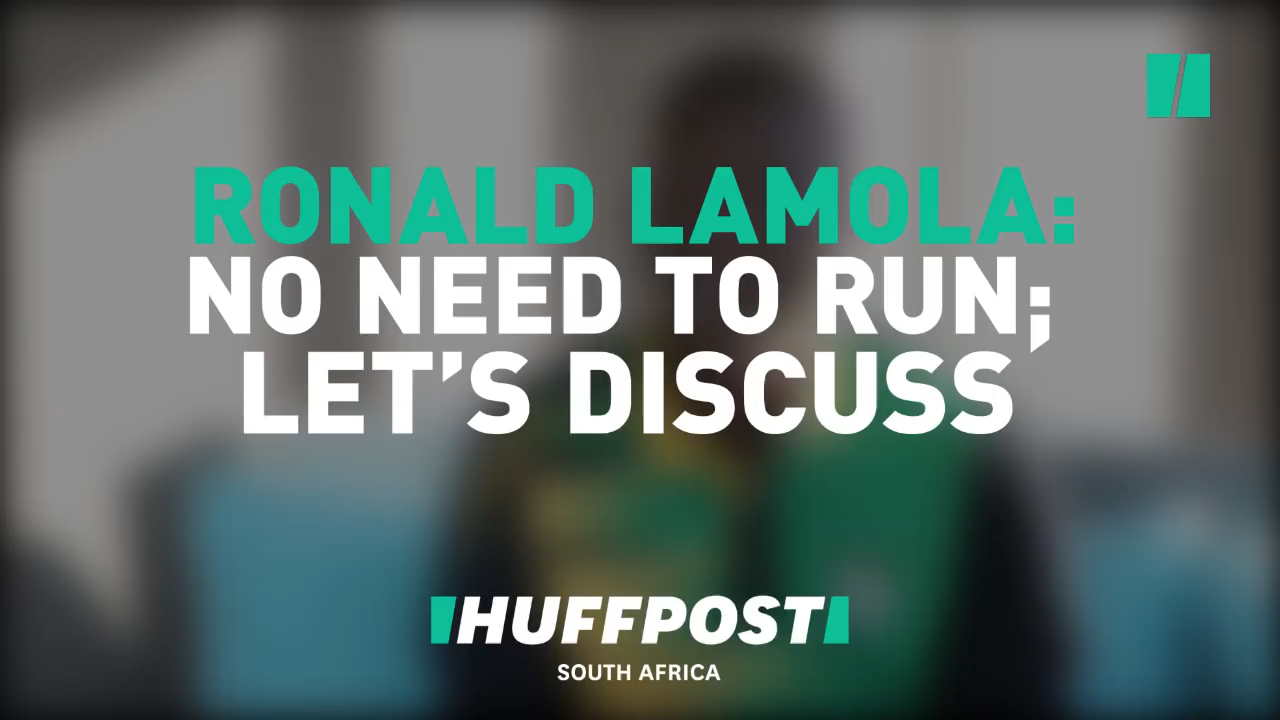 RONALD LAMOLA:
NO NEED TO RUN;
LET'S DISCUSS
HUFFPOST
SOUTH AFRICA